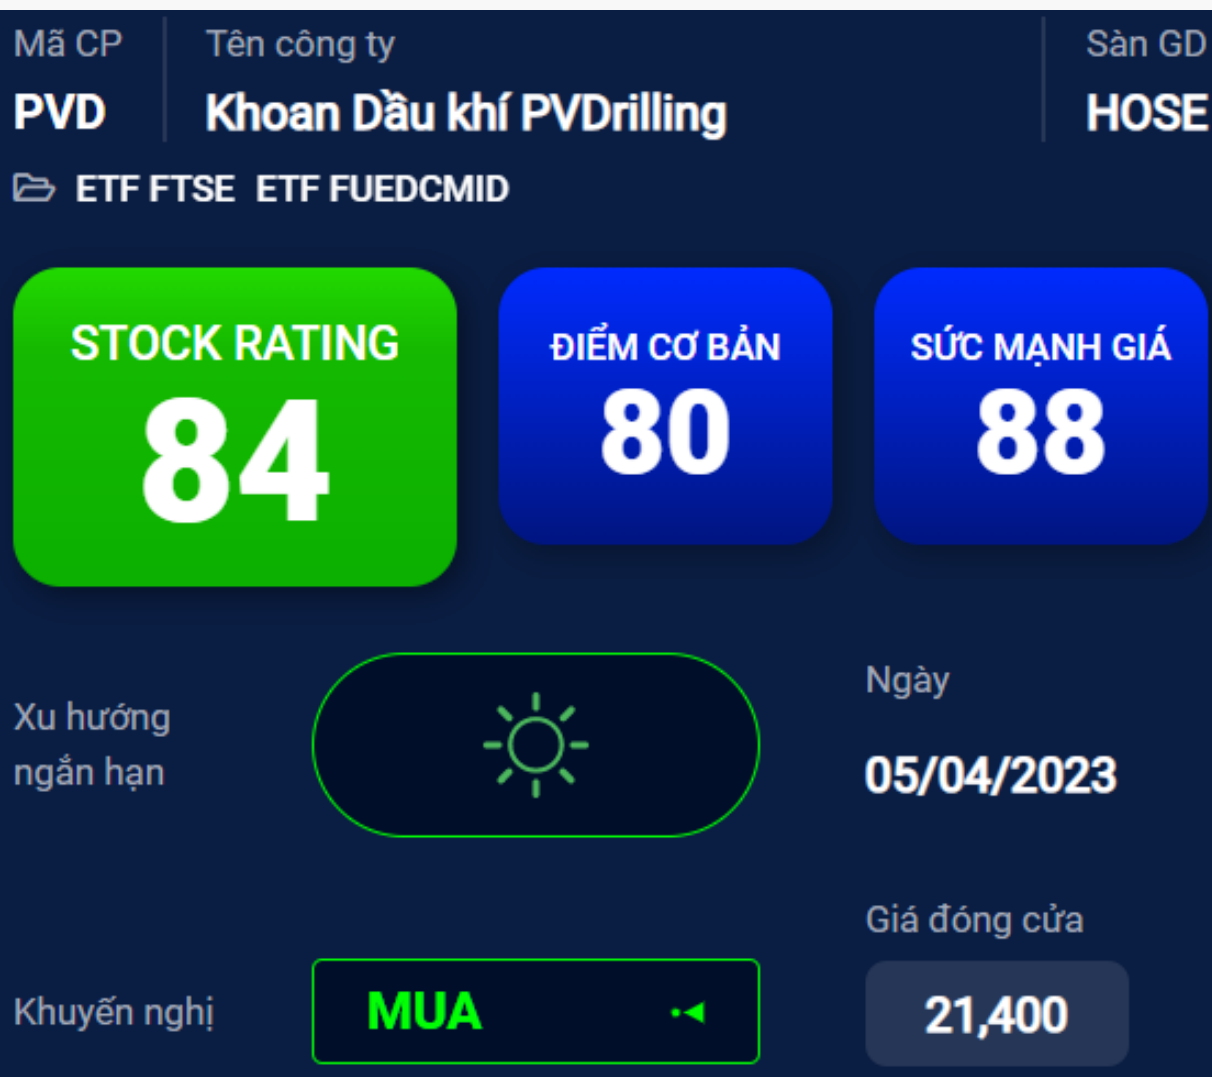 Mã CP
Tên công ty
Sàn GD
PVD
Khoan Dầu khí PVDrilling
HOSE
ETF FTSE ETF FUEDCMID
STOCK RATING
84
ĐIỂM CƠ BẢN
80
SỨC MẠNH GIÁ
88
Xu hướng
ngắn hạn
Ngày
05/04/2023
Khuyến nghị
MUA
Giá đóng cửa
21,400